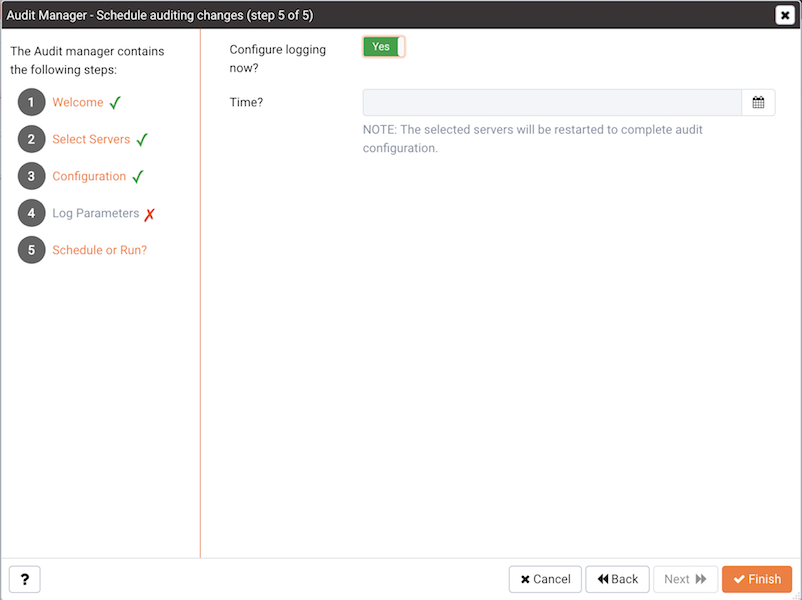 Audit Manager - Schedule auditing changes (step 5 of 5)
The Audit manager contains
the following steps:
1 Welcome
2 Select Servers
3 Configuration
4 Log Parameters
5 Schedule or Run?
Configure logging
now?
Yes
Time?
NOTE: The selected servers will be restarted to complete audit
configuration.
?
Cancel
Back
Next
Finish